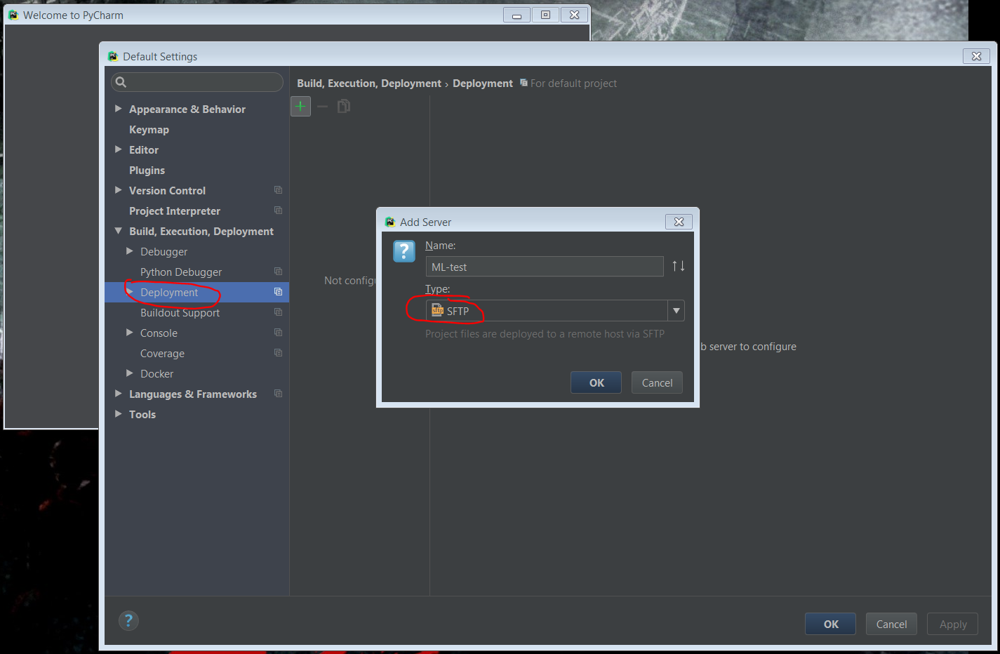 Welcome to PyCharm
Default Settings
Build, Execution, Deployment › Deployment For default project
Appearance & Behavior
Keymap
Editor
Plugins
Version Control
Project Interpreter
Build, Execution, Deployment
Debugger
Python Debugger
Deployment
Buildout Support
Console
Coverage
Docker
Languages & Frameworks
Tools
Not config
Add Server
Name:
ML-test
Type:
sftp SFTP
Project files are deployed to a remote host via SFTP
OK Cancel
b server to configure
?
OK Cancel Apply